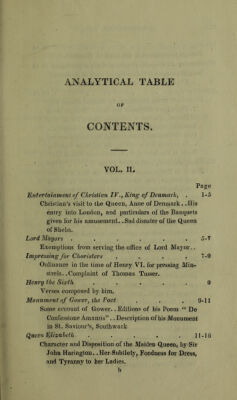 ANALYTICAL TABLE
OF
CONTENTS.
VOL. II.
Page
Entertainment of Christian IV., King of Denmark, . 1-5
Christian's visit to the Queen, Anne of Denmark..His
entry into London, and particulars of the Banquets
given for his amusement..Sad disaster of the Queen
of Sheba.
Lord Mayors . . . . . . 5-7
Exemptions from serving the office of Lord Mayor..
Impressing for Choristers . . . . 7-9
Ordinance in the time of Henry VI. for pressing Min-
strels..Complaint of Thomas Tusser.
Henry the Sixth . . . . . 9
Verses composed by him.
Monument of Gower, the Poet . . . 9-11
Some account of Gower..Editions of his Poem "De
Confessione Amantis"..Description of his Monument
in St. Saviour's, Southwark
Queen Elizabeth . . . . . 11-16
Character and Disposition of the Maiden Queen, by Sir
John Harington..Her Subtlety, Fondness for Dress,
and Tyranny to her Ladies.
b